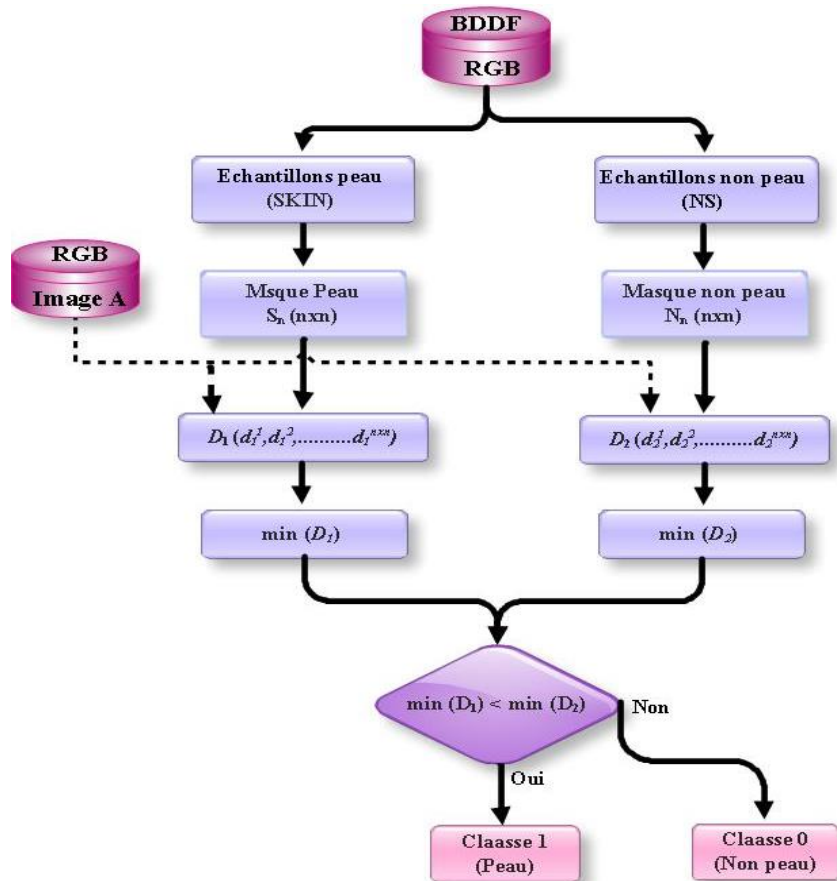 BDDF
RGB
Echantillons peau
(SKIN)
Echantillons non peau
(NS)
RGB
Image A
Msque Peau
Sₙ (nxn)
Masque non peau
Nₙ (nxn)
D₁ (d₁¹,d₁²,..........d₁ⁿˣⁿ)
D₂ (d₂¹,d₂²,..........d₂ⁿˣⁿ)
min (D₁)
min (D₂)
min (D₁) < min (D₂)
Non
Oui
Claasse 1
(Peau)
Claasse 0
(Non peau)